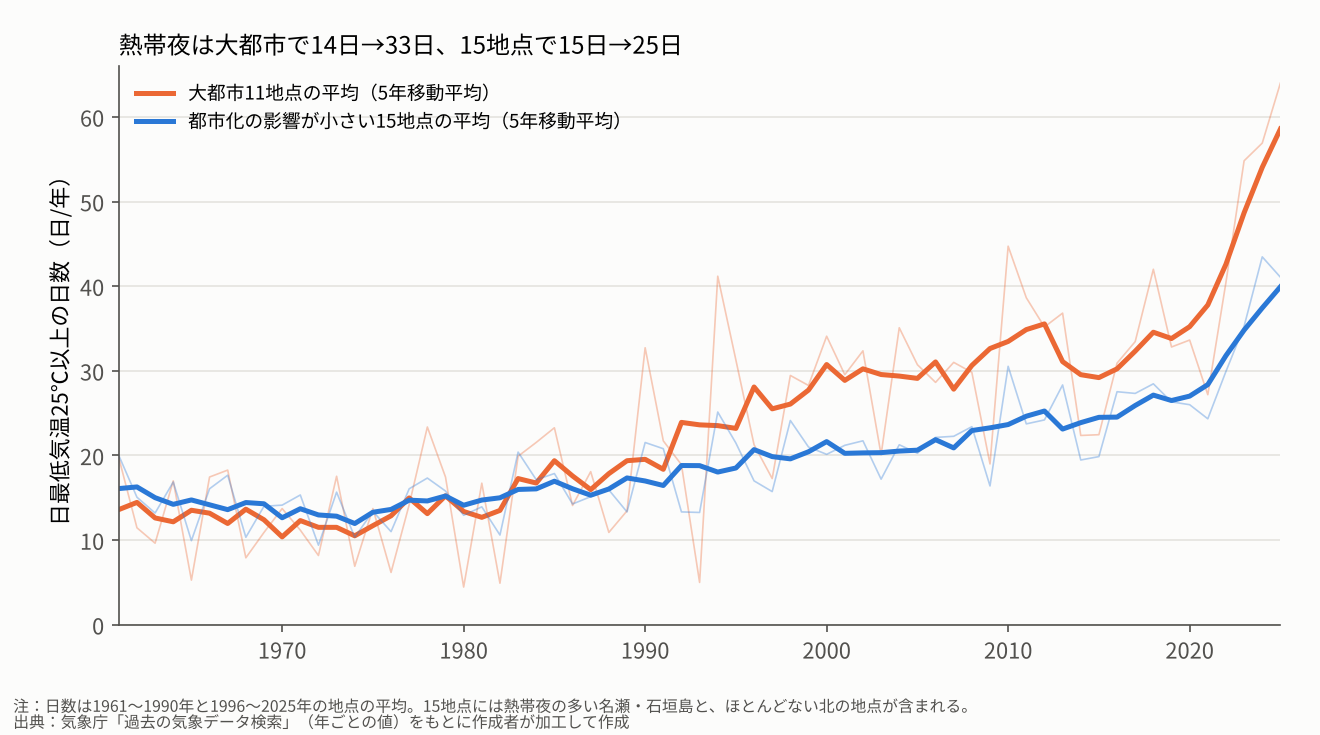 熱帯夜は大都市で14日→33日、15地点で15日→25日
大都市11地点の平均（5年移動平均）
都市化の影響が小さい15地点の平均（5年移動平均）
日最低気温25℃以上の日数（日/年）
60
50
40
30
20
10
0
1970
1980
1990
2000
2010
2020
注：日数は1961〜1990年と1996〜2025年の地点の平均。15地点には熱帯夜の多い名瀬・石垣島と、ほとんどない北の地点が含まれる。
出典：気象庁「過去の気象データ検索」（年ごとの値）をもとに作成者が加工して作成